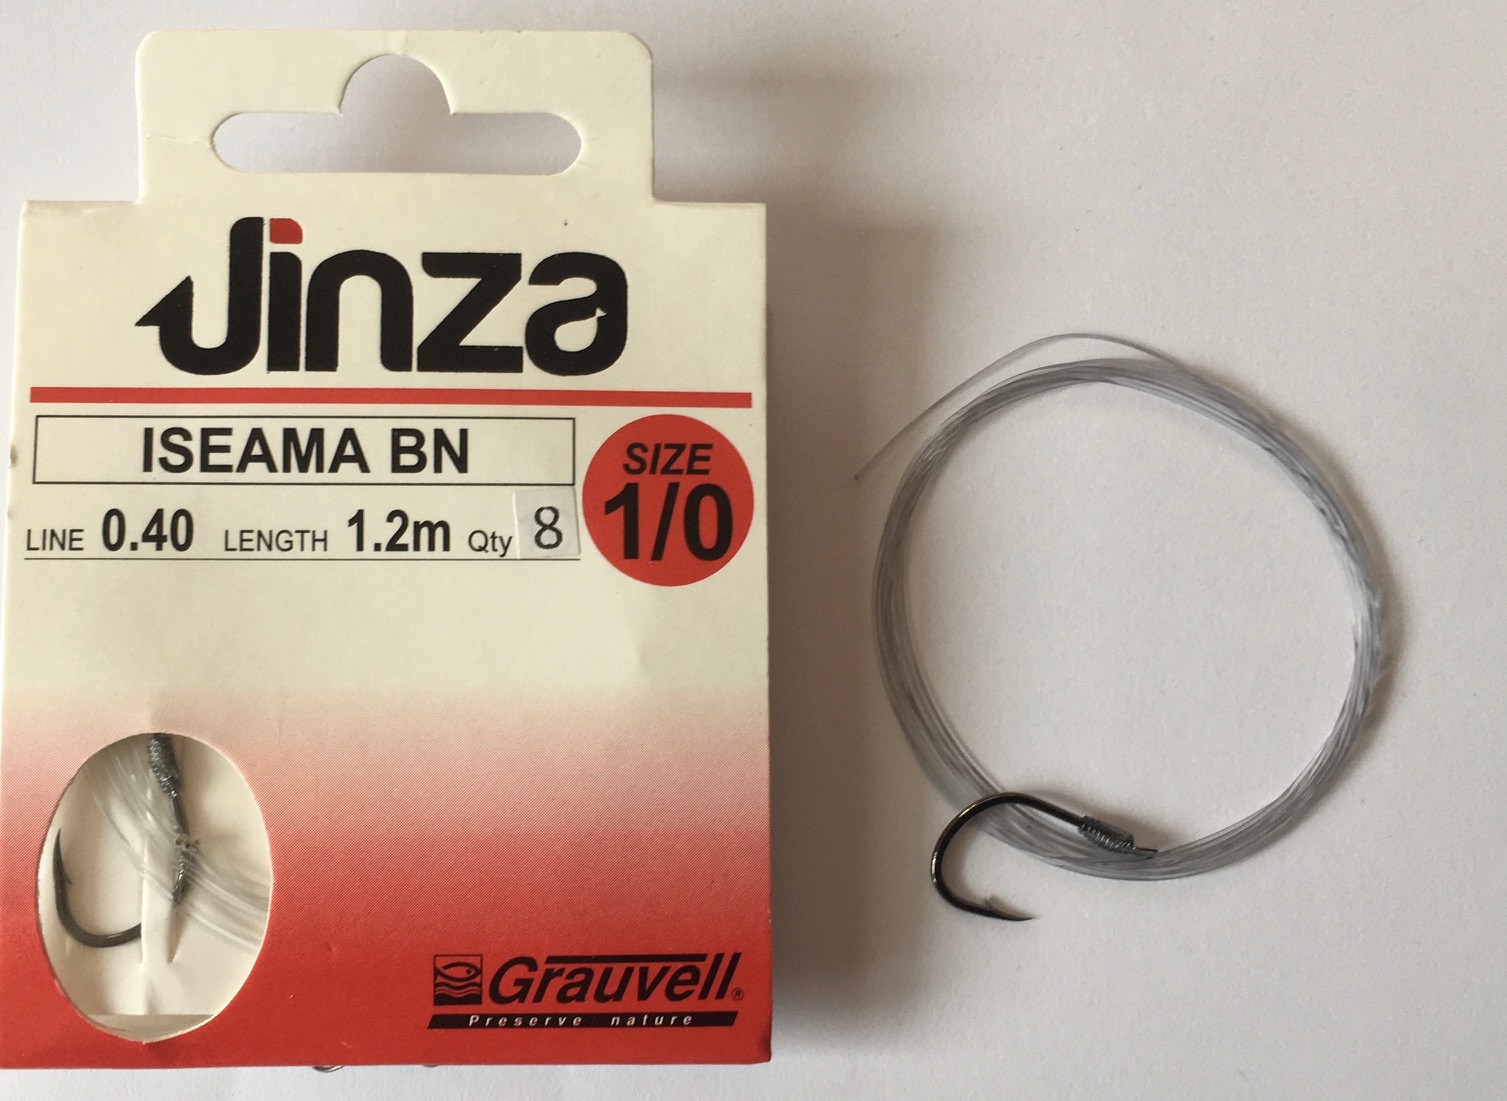 Jinza
ISEAMA BN
SIZE
1/0
LINE 0.40 LENGTH 1.2m Qty 8
Grauvell®
Preserve nature